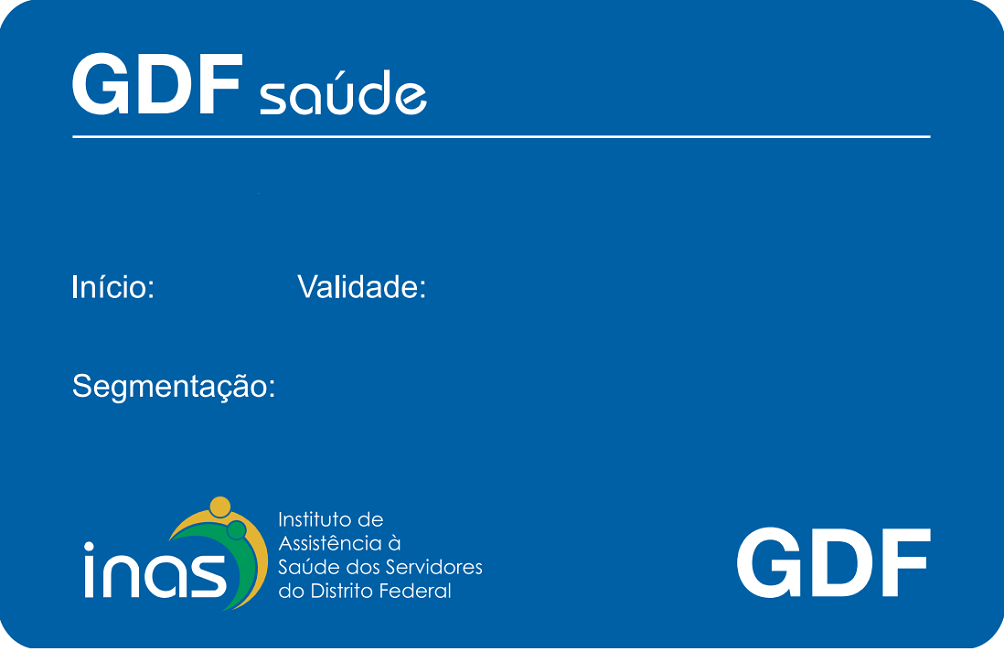 GDF saúde
Início: Validade:
Segmentação:
inas
Instituto de
Assistência à
Saúde dos Servidores
do Distrito Federal
GDF